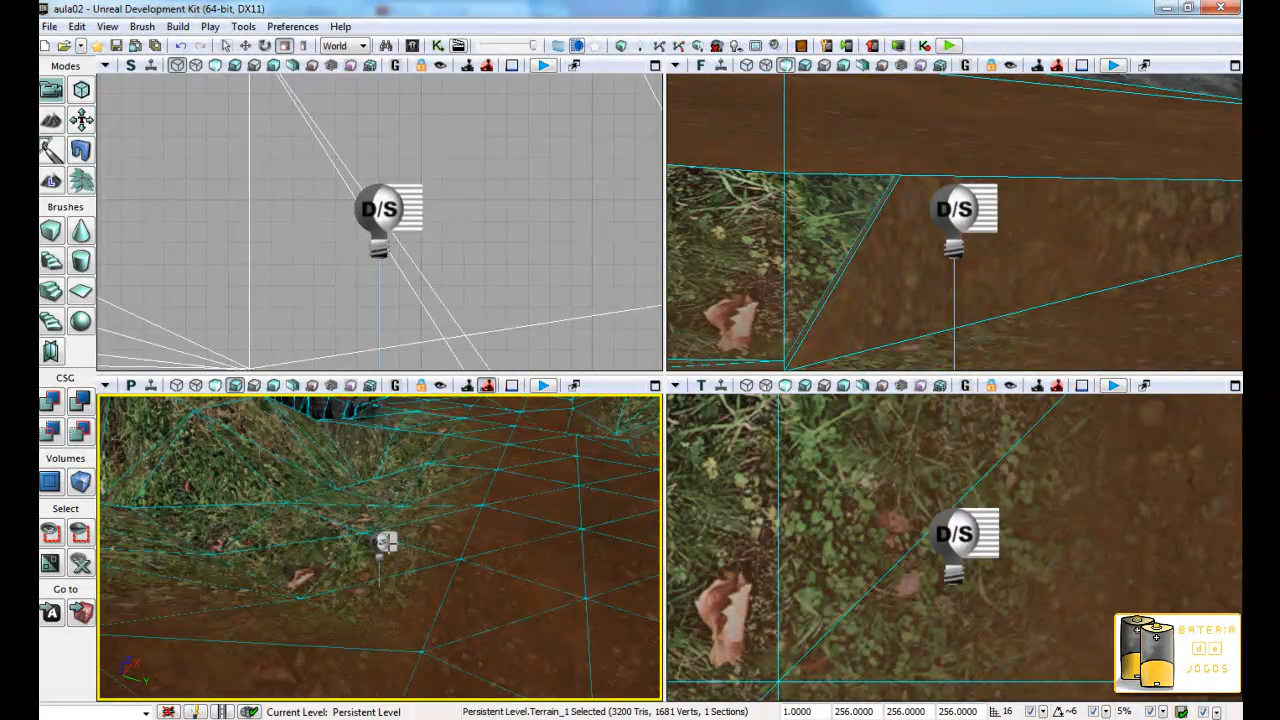 aula02 - Unreal Development Kit (64-bit, DX11)
File Edit View Brush Build Play Tools Preferences Help
World
Modes
S G
F G
D/S
D/S
Brushes
CSG
P G
T G
Volumes
Select
D/S
Go to
A
X
Y
BATERIA
de
JOGOS
Current Level: Persistent Level
Persistent Level.Terrain_1 Selected (3200 Tris, 1681 Verts, 1 Sections)
1.0000 256.0000 256.0000 256.0000 16 ~6 5%